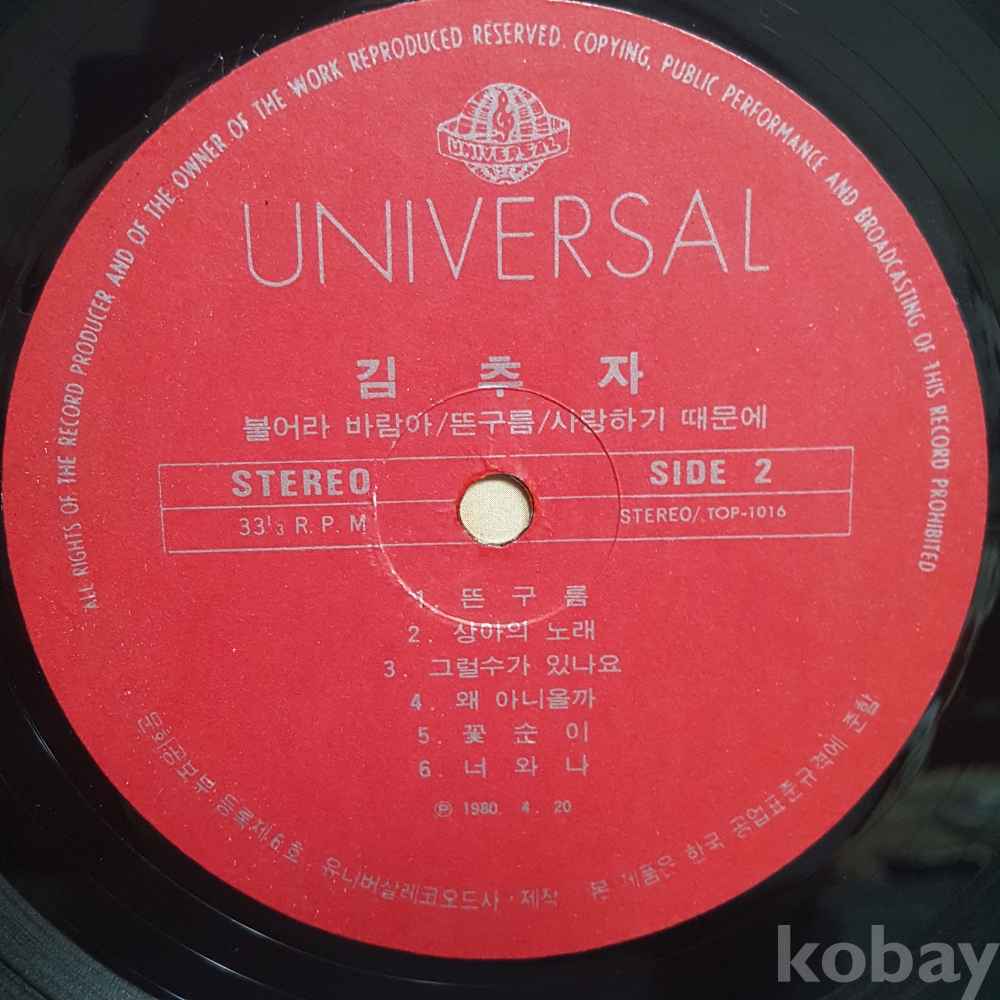 ALL RIGHTS OF THE RECORD PRODUCER AND OF THE OWNER OF THE WORK REPRODUCED RESERVED. COPYING, PUBLIC PERFORMANCE AND BROADCASTING OF THIS RECORD PROHIBITED
UNIVERSAL
UNIVERSAL
김 추 자
불어라 바람아/뜬구름/사랑하기 때문에
STEREO SIDE 2
33⅓ R.P.M STEREO/.TOP-1016
1. 뜬 구 름
2. 상아의 노래
3. 그럴수가 있나요
4. 왜 아니올까
5. 꽃 순 이
6. 너 와 나
Ⓟ 1980. 4. 20
문화공보부 등록제.6호. 유니버살레코오드사·제작 본 제품은 한국 공업표준규격에 준함
kobay